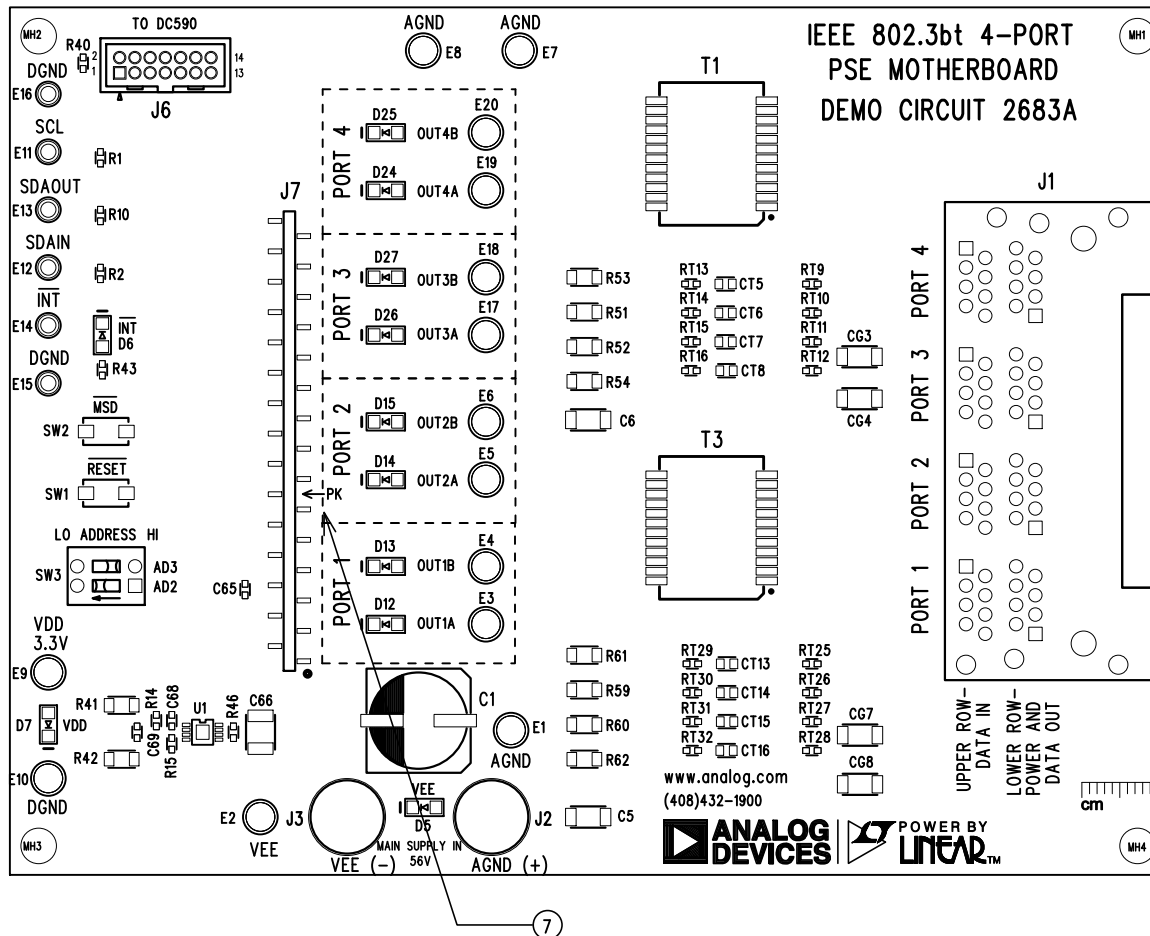 TO DC590
MH2
R40
2
1
14
13
J6
DGND
E16
SCL
E11
R1
SDAOUT
E13
R10
SDAIN
E12
R2
INT
E14
INT
D6
DGND
E15
R43
MSD
SW2
RESET
SW1
LO ADDRESS HI
SW3
AD3
AD2
VDD
3.3V
E9
D7
VDD
E10
DGND
MH3
R41
R42
R14
C68
C69
R15
U1
R46
C66
C65
AGND
E8
AGND
E7
J7
PORT 4
D25
OUT4B
E20
D24
OUT4A
E19
PORT 3
D27
OUT3B
E18
D26
OUT3A
E17
PORT 2
D15
OUT2B
E6
D14
OUT2A
E5
PK
PORT 1
D13
OUT1B
E4
D12
OUT1A
E3
C1
E1
AGND
E2
VEE
J3
VEE
D5
J2
MAIN SUPPLY IN
56V
VEE (-)
AGND (+)
IEEE 802.3bt 4-PORT
PSE MOTHERBOARD
DEMO CIRCUIT 2683A
MH1
T1
R53
R51
R52
R54
C6
RT13
RT14
RT15
RT16
CT5
CT6
CT7
CT8
RT9
RT10
RT11
RT12
CG3
CG4
T3
R61
R59
R60
R62
C5
RT29
RT30
RT31
RT32
CT13
CT14
CT15
CT16
RT25
RT26
RT27
RT28
CG7
CG8
J1
PORT 4
PORT 3
PORT 2
PORT 1
UPPER ROW-
DATA IN
LOWER ROW-
POWER AND
DATA OUT
cm
www.analog.com
(408)432-1900
ANALOG
DEVICES
LT
POWER BY
LINEAR™
MH4
7